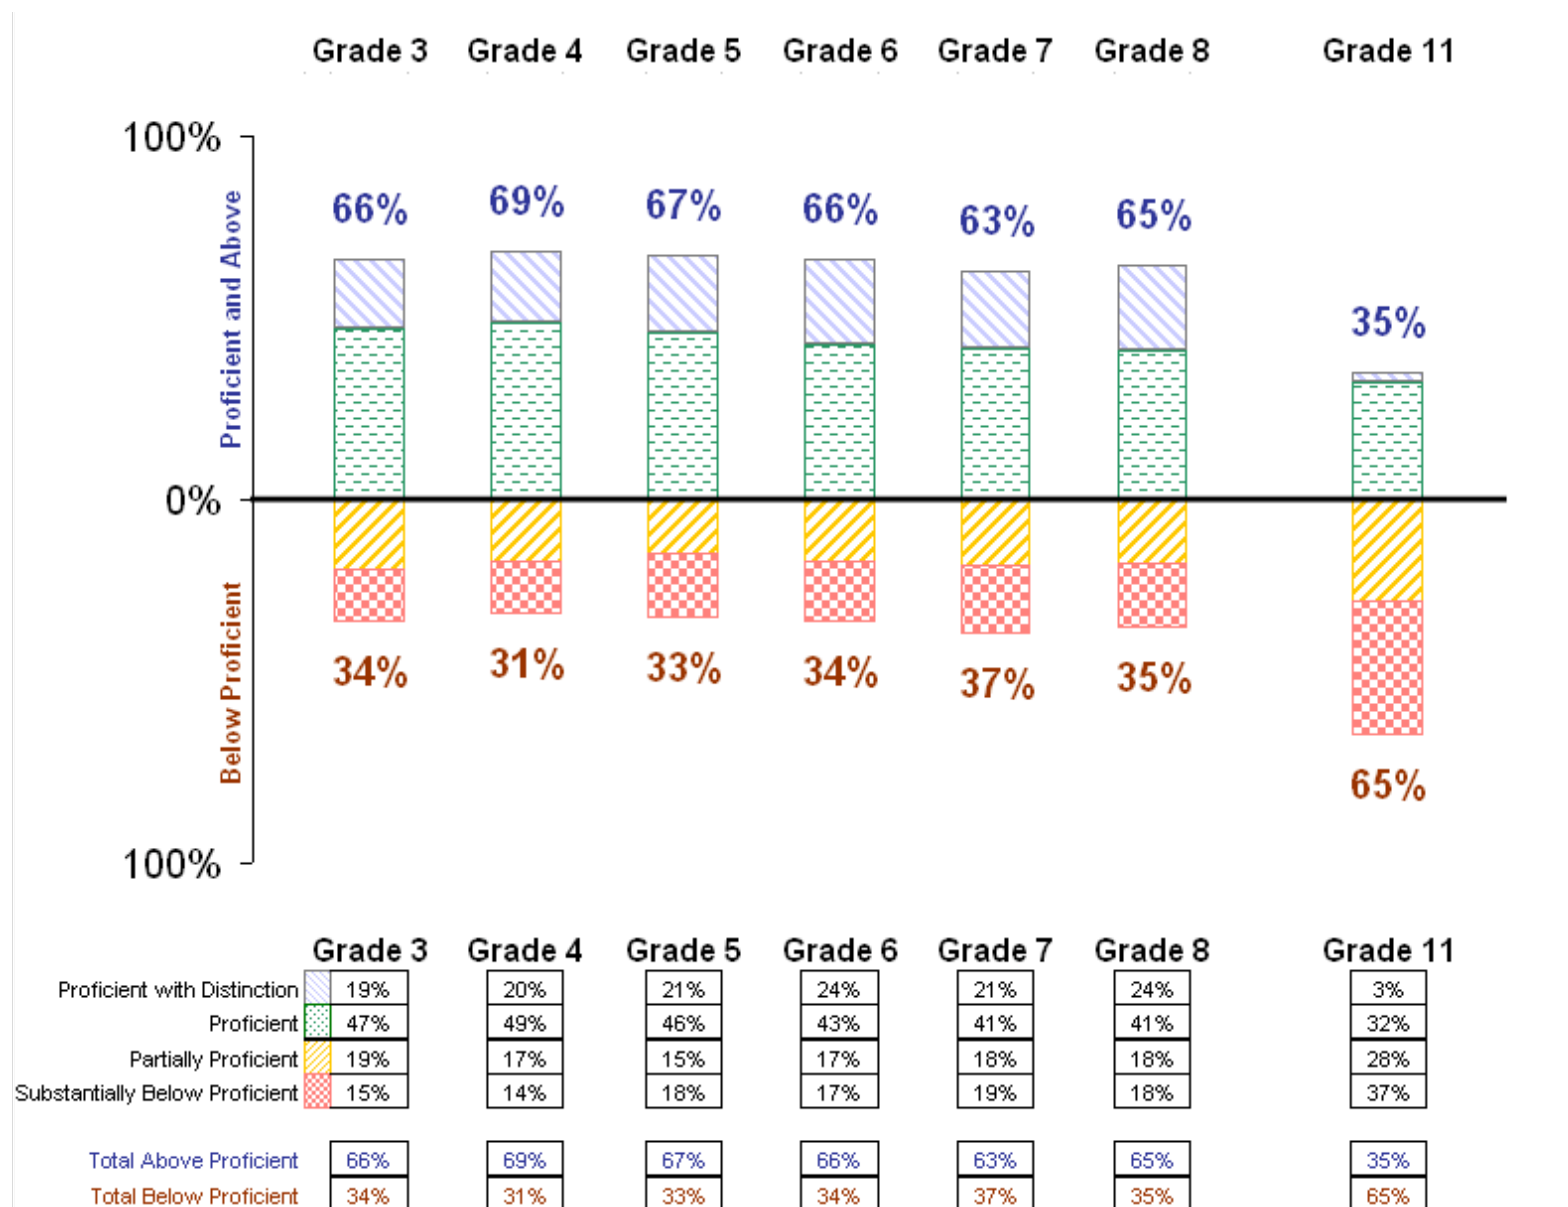 Grade 3 Grade 4 Grade 5 Grade 6 Grade 7 Grade 8 Grade 11
100%
66% 69% 67% 66% 63% 65% 35%
Proficient and Above
0%
Below Proficient
34% 31% 33% 34% 37% 35% 65%
100%
Grade 3 Grade 4 Grade 5 Grade 6 Grade 7 Grade 8 Grade 11
Proficient with Distinction 19% 20% 21% 24% 21% 24% 3%
Proficient 47% 49% 46% 43% 41% 41% 32%
Partially Proficient 19% 17% 15% 17% 18% 18% 28%
Substantially Below Proficient 15% 14% 18% 17% 19% 18% 37%
Total Above Proficient 66% 69% 67% 66% 63% 65% 35%
Total Below Proficient 34% 31% 33% 34% 37% 35% 65%